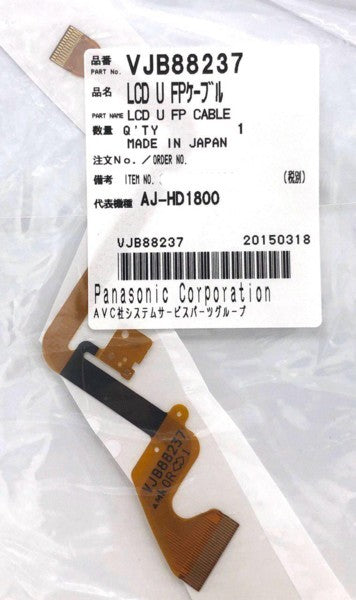 品番
PART No. VJB88237
品名 LCD U FPケーブル
PART NAME LCD U FP CABLE
数量 Q'TY 1
MADE IN JAPAN
注文No./ORDER NO.
備考 ITEM NO. (税別)
代表機種 AJ-HD1800
VJB88237 20150318
Panasonic Corporation
AVC社システムサービスパーツグループ
VJB88237
GR 1